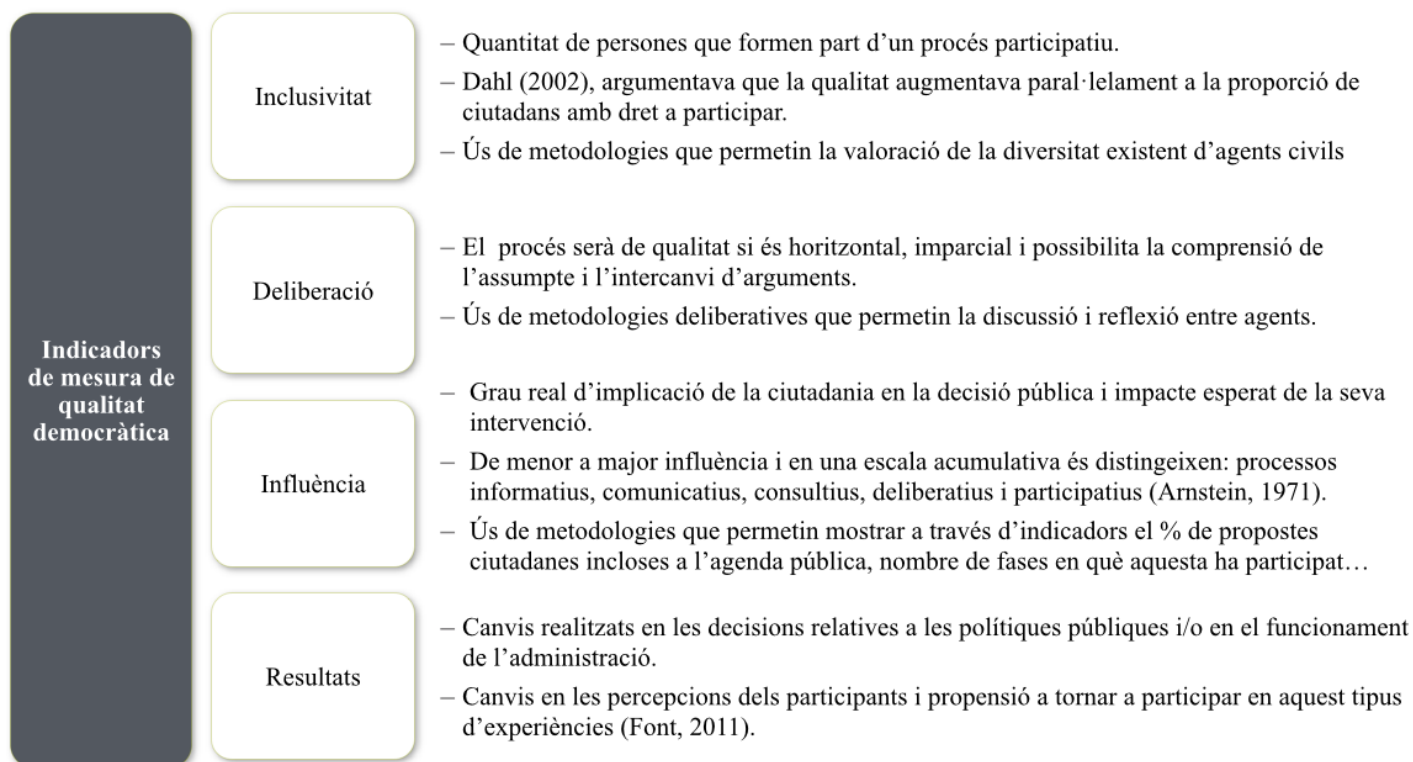 Indicadors
de mesura de
qualitat
democràtica
Inclusivitat
– Quantitat de persones que formen part d’un procés participatiu.
– Dahl (2002), argumentava que la qualitat augmentava paral·lelament a la proporció de
ciutadans amb dret a participar.
– Ús de metodologies que permetin la valoració de la diversitat existent d’agents civils
Deliberació
– El procés serà de qualitat si és horitzontal, imparcial i possibilita la comprensió de
l’assumpte i l’intercanvi d’arguments.
– Ús de metodologies deliberatives que permetin la discussió i reflexió entre agents.
Influència
– Grau real d’implicació de la ciutadania en la decisió pública i impacte esperat de la seva
intervenció.
– De menor a major influència i en una escala acumulativa és distingeixen: processos
informatius, comunicatius, consultius, deliberatius i participatius (Arnstein, 1971).
– Ús de metodologies que permetin mostrar a través d’indicadors el % de propostes
ciutadanes incloses a l’agenda pública, nombre de fases en què aquesta ha participat…
Resultats
– Canvis realitzats en les decisions relatives a les polítiques públiques i/o en el funcionament
de l’administració.
– Canvis en les percepcions dels participants i propensió a tornar a participar en aquest tipus
d’experiències (Font, 2011).